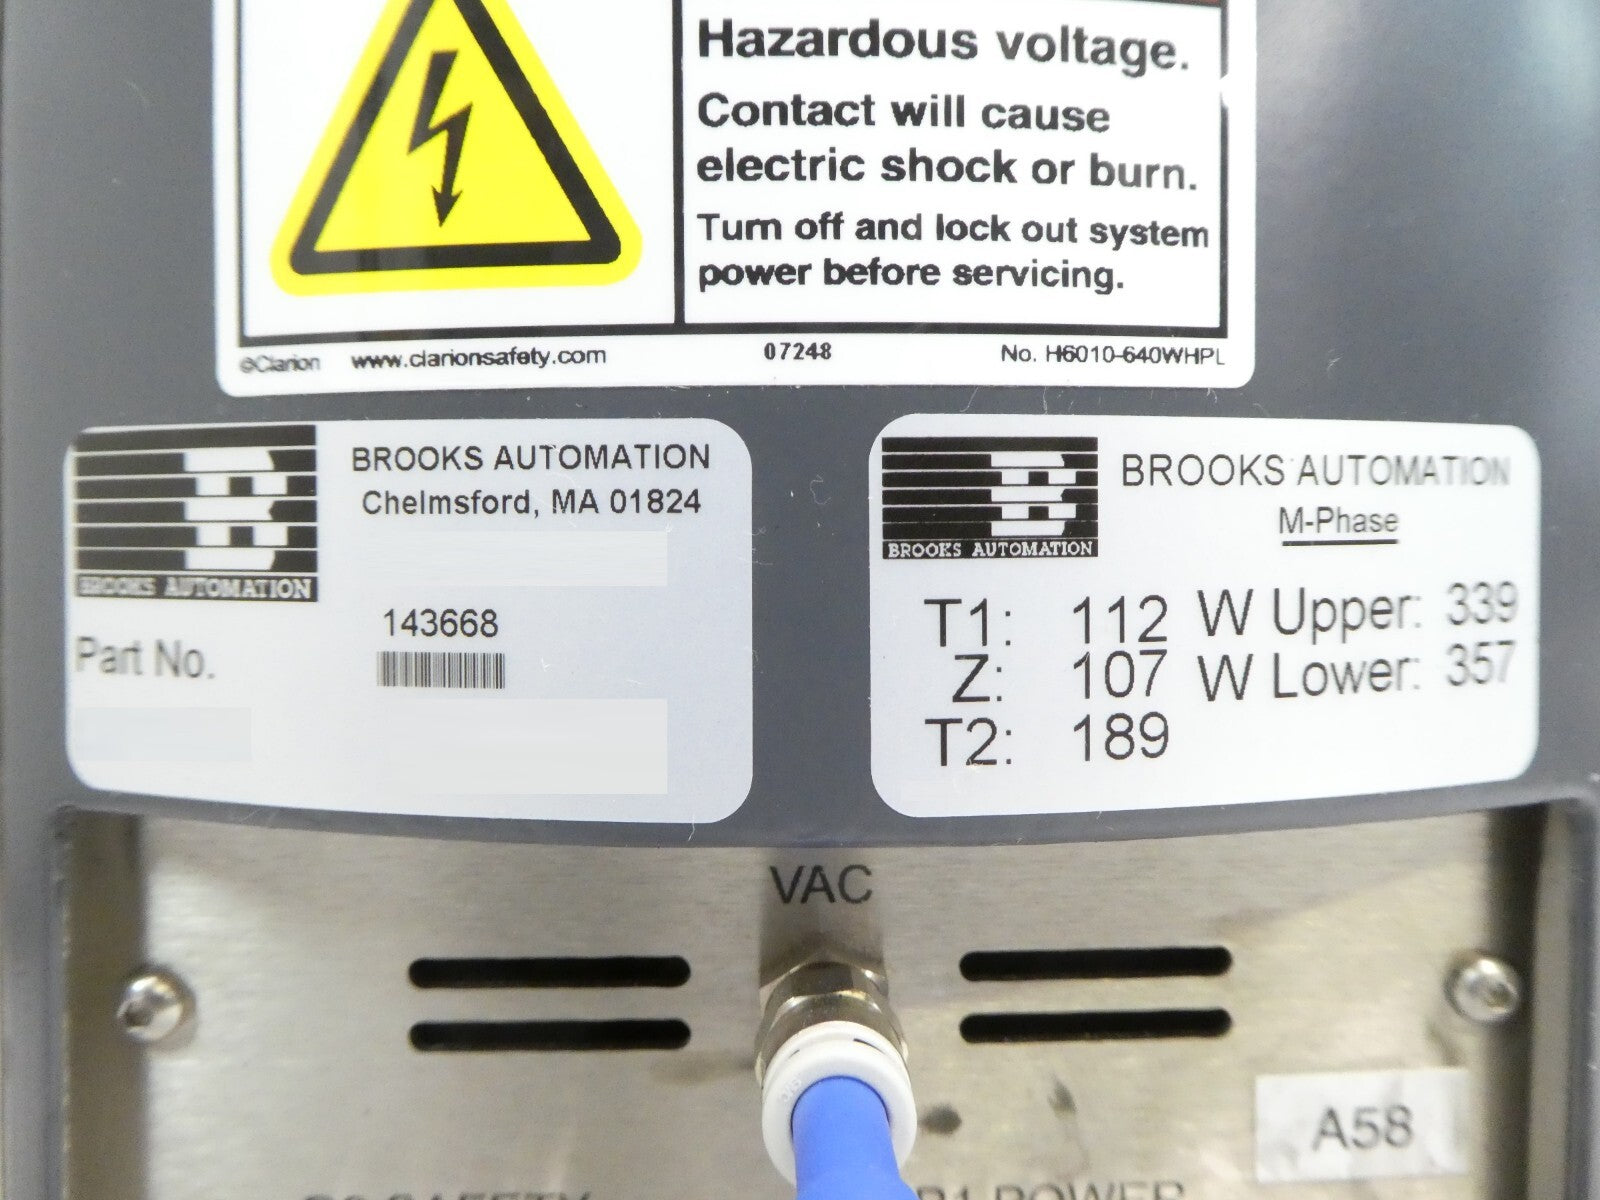 Hazardous voltage.
Contact will cause
electric shock or burn.
Turn off and lock out system
power before servicing.
©Clarion www.clarionsafety.com 07248 No. H6010-640WHPL
BROOKS AUTOMATION
Chelmsford, MA 01824
BROOKS AUTOMATION
143668
Part No.
BROOKS AUTOMATION
M-Phase
BROOKS AUTOMATION
T1: 112 W Upper: 339
Z: 107 W Lower: 357
T2: 189
VAC
SMC
A58
POWER